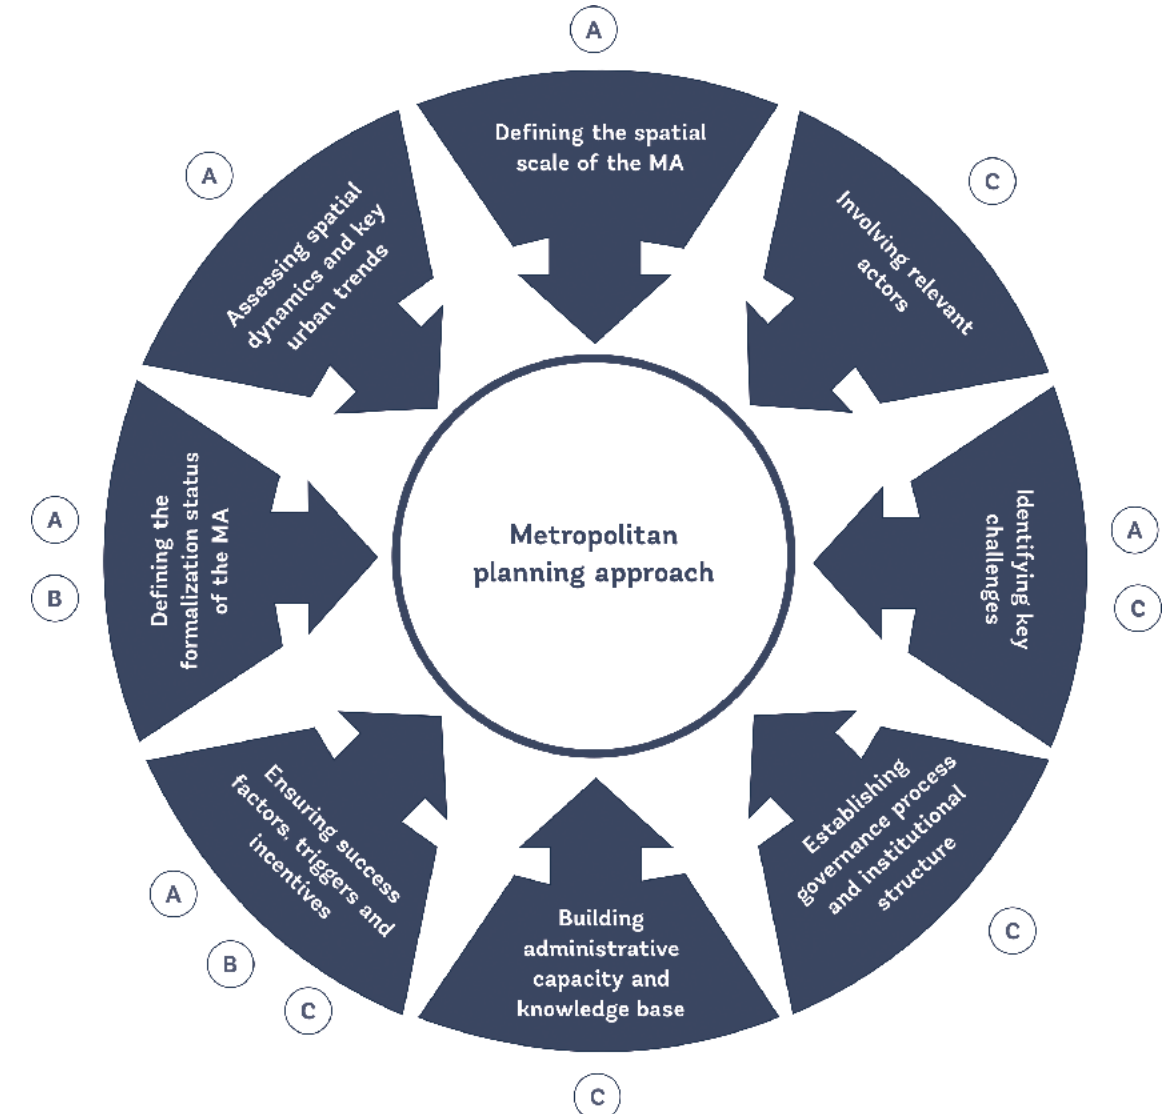 A
Defining the spatial
scale of the MA
C
Involving relevant
actors
A
C
Identifying key
challenges
C
Establishing
governance process
and institutional
structure
C
Building
administrative
capacity and
knowledge base
A
B
C
Ensuring success
factors, triggers and
incentives
A
B
Defining the
formalization status
of the MA
A
Assessing spatial
dynamics and key
urban trends
Metropolitan
planning approach